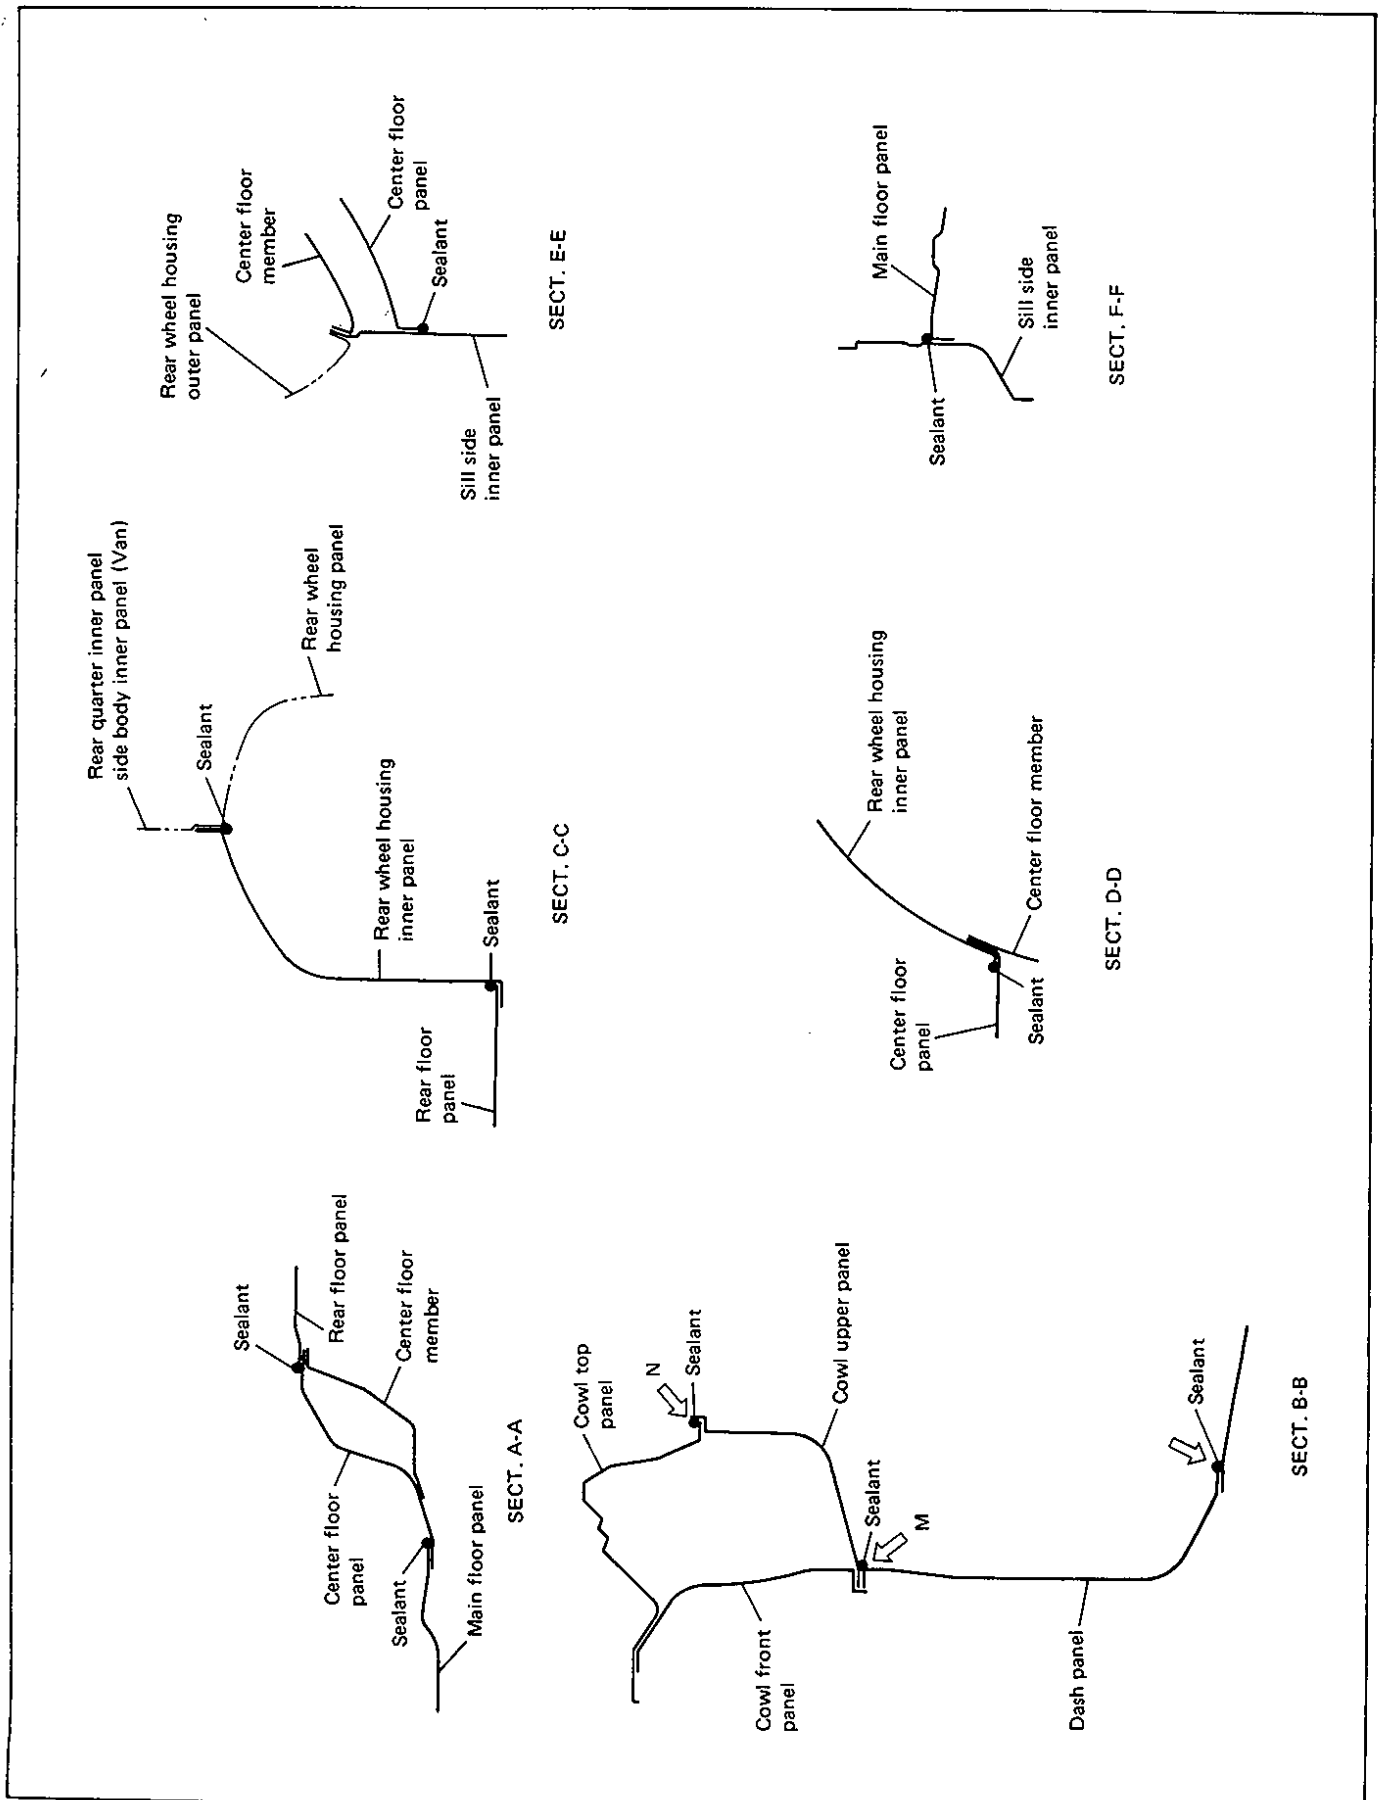 Sealant
Rear floor panel
Center floor
member
Center floor
panel
Sealant
Main floor panel
SECT. A-A
Rear quarter inner panel
side body inner panel (Van)
Sealant
Rear wheel
housing panel
Rear wheel housing
inner panel
Sealant
Rear floor
panel
SECT. C-C
Rear wheel housing
outer panel
Center floor
member
Center floor
panel
Sealant
Sill side
inner panel
SECT. E-E
Cowl top
panel
N
Sealant
Cowl upper panel
Sealant
M
Cowl front
panel
Dash panel
Sealant
SECT. B-B
Rear wheel housing
inner panel
Center floor member
Center floor
panel
Sealant
SECT. D-D
Main floor panel
Sill side
inner panel
Sealant
SECT. F-F